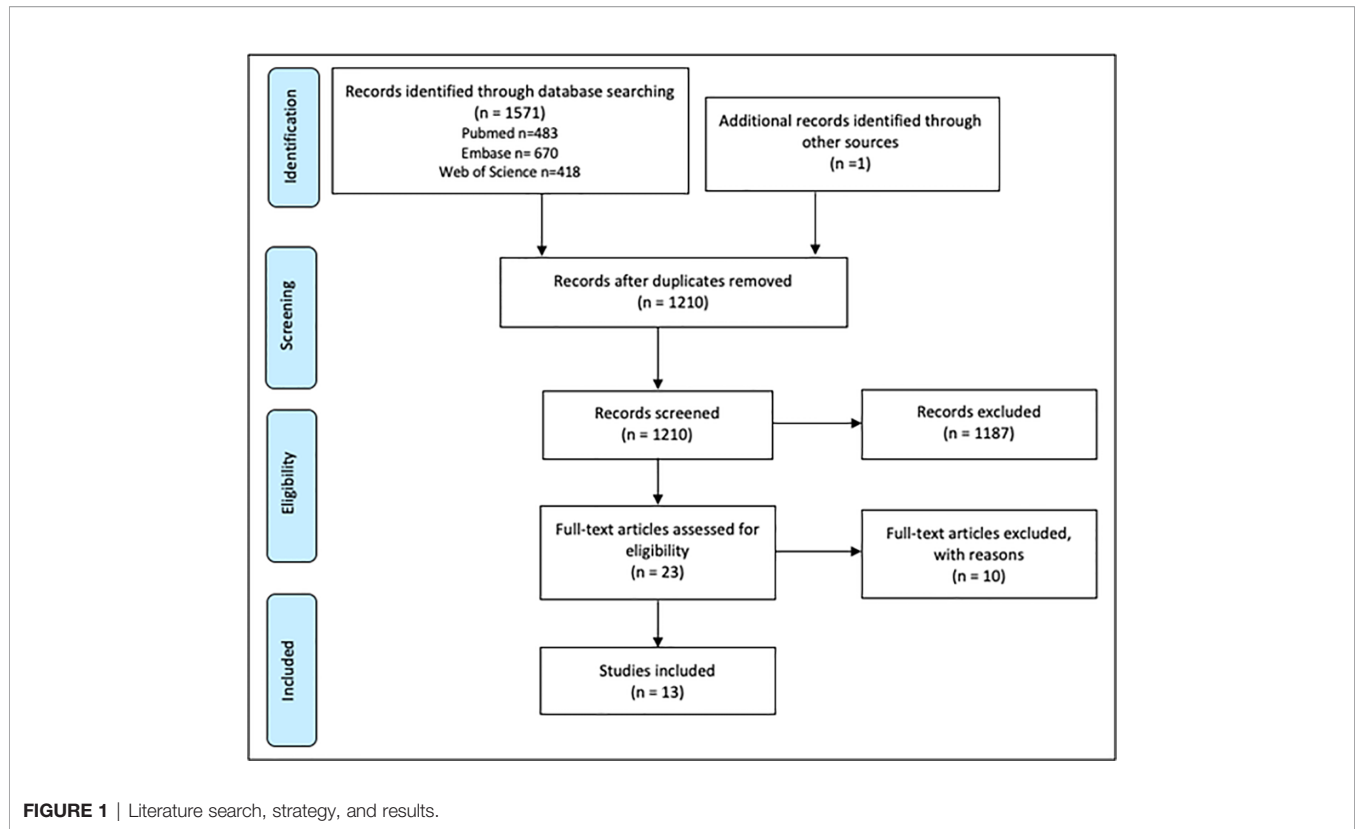 Identification
Records identified through database searching
(n = 1571)
Pubmed n=483
Embase n= 670
Web of Science n=418
Additional records identified through
other sources
(n =1)
Screening
Records after duplicates removed
(n = 1210)
Records screened
(n = 1210)
Records excluded
(n = 1187)
Eligibility
Full-text articles assessed for
eligibility
(n = 23)
Full-text articles excluded,
with reasons
(n = 10)
Included
Studies included
(n = 13)
FIGURE 1 | Literature search, strategy, and results.